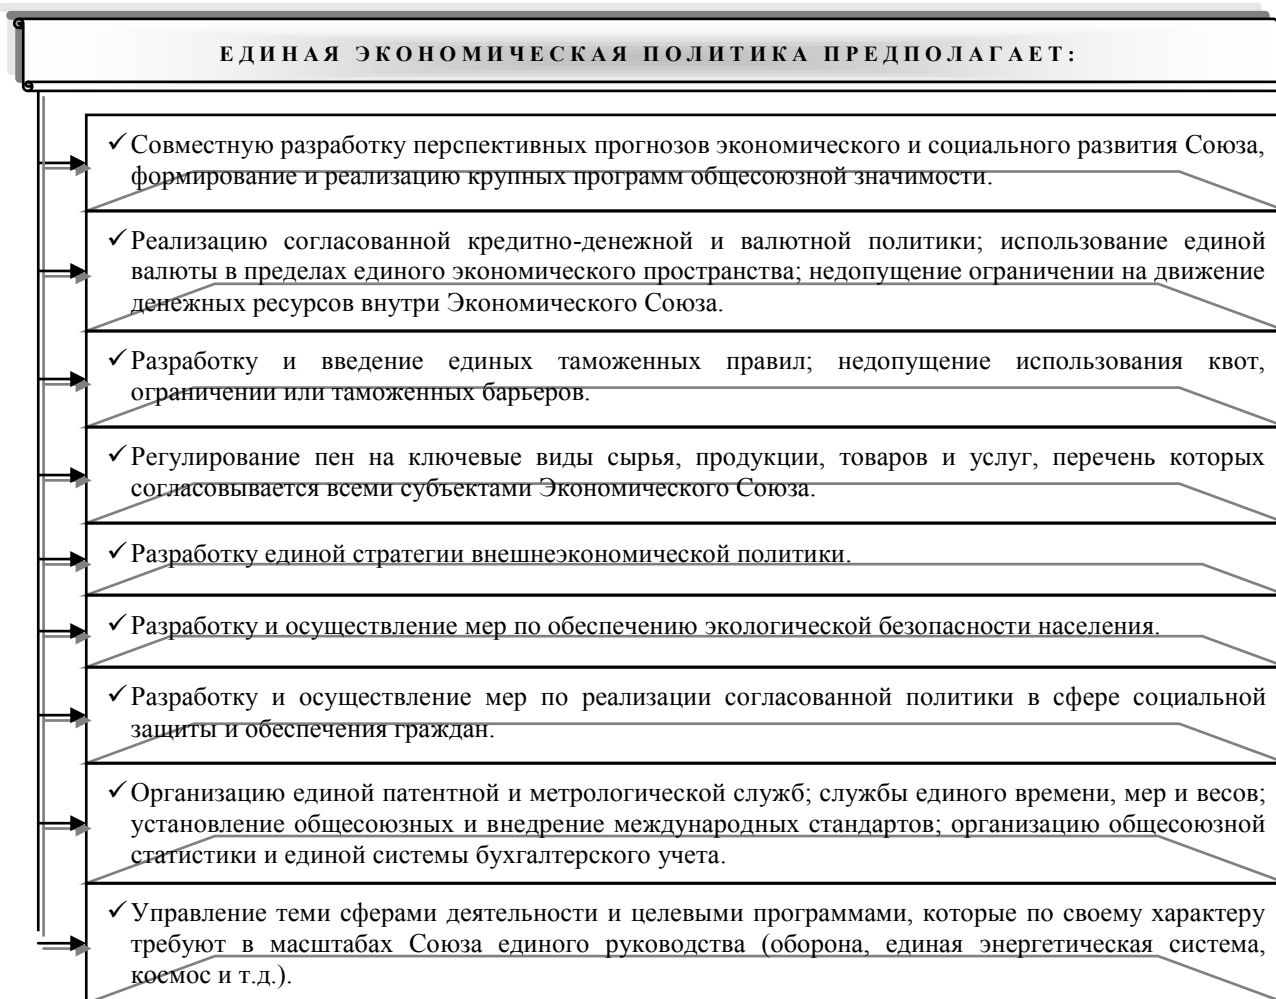 ЕДИНАЯ ЭКОНОМИЧЕСКАЯ ПОЛИТИКА ПРЕДПОЛАГАЕТ:
✓Совместную разработку перспективных прогнозов экономического и социального развития Союза,
формирование и реализацию крупных программ общесоюзной значимости.
✓Реализацию согласованной кредитно-денежной и валютной политики; использование единой
валюты в пределах единого экономического пространства; недопущение ограничении на движение
денежных ресурсов внутри Экономического Союза.
✓Разработку и введение единых таможенных правил; недопущение использования квот,
ограничении или таможенных барьеров.
✓Регулирование пен на ключевые виды сырья, продукции, товаров и услуг, перечень которых
согласовывается всеми субъектами Экономического Союза.
✓Разработку единой стратегии внешнеэкономической политики.
✓Разработку и осуществление мер по обеспечению экологической безопасности населения.
✓Разработку и осуществление мер по реализации согласованной политики в сфере социальной
защиты и обеспечения граждан.
✓Организацию единой патентной и метрологической служб; службы единого времени, мер и весов;
установление общесоюзных и внедрение международных стандартов; организацию общесоюзной
статистики и единой системы бухгалтерского учета.
✓Управление теми сферами деятельности и целевыми программами, которые по своему характеру
требуют в масштабах Союза единого руководства (оборона, единая энергетическая система,
космос и т.д.).